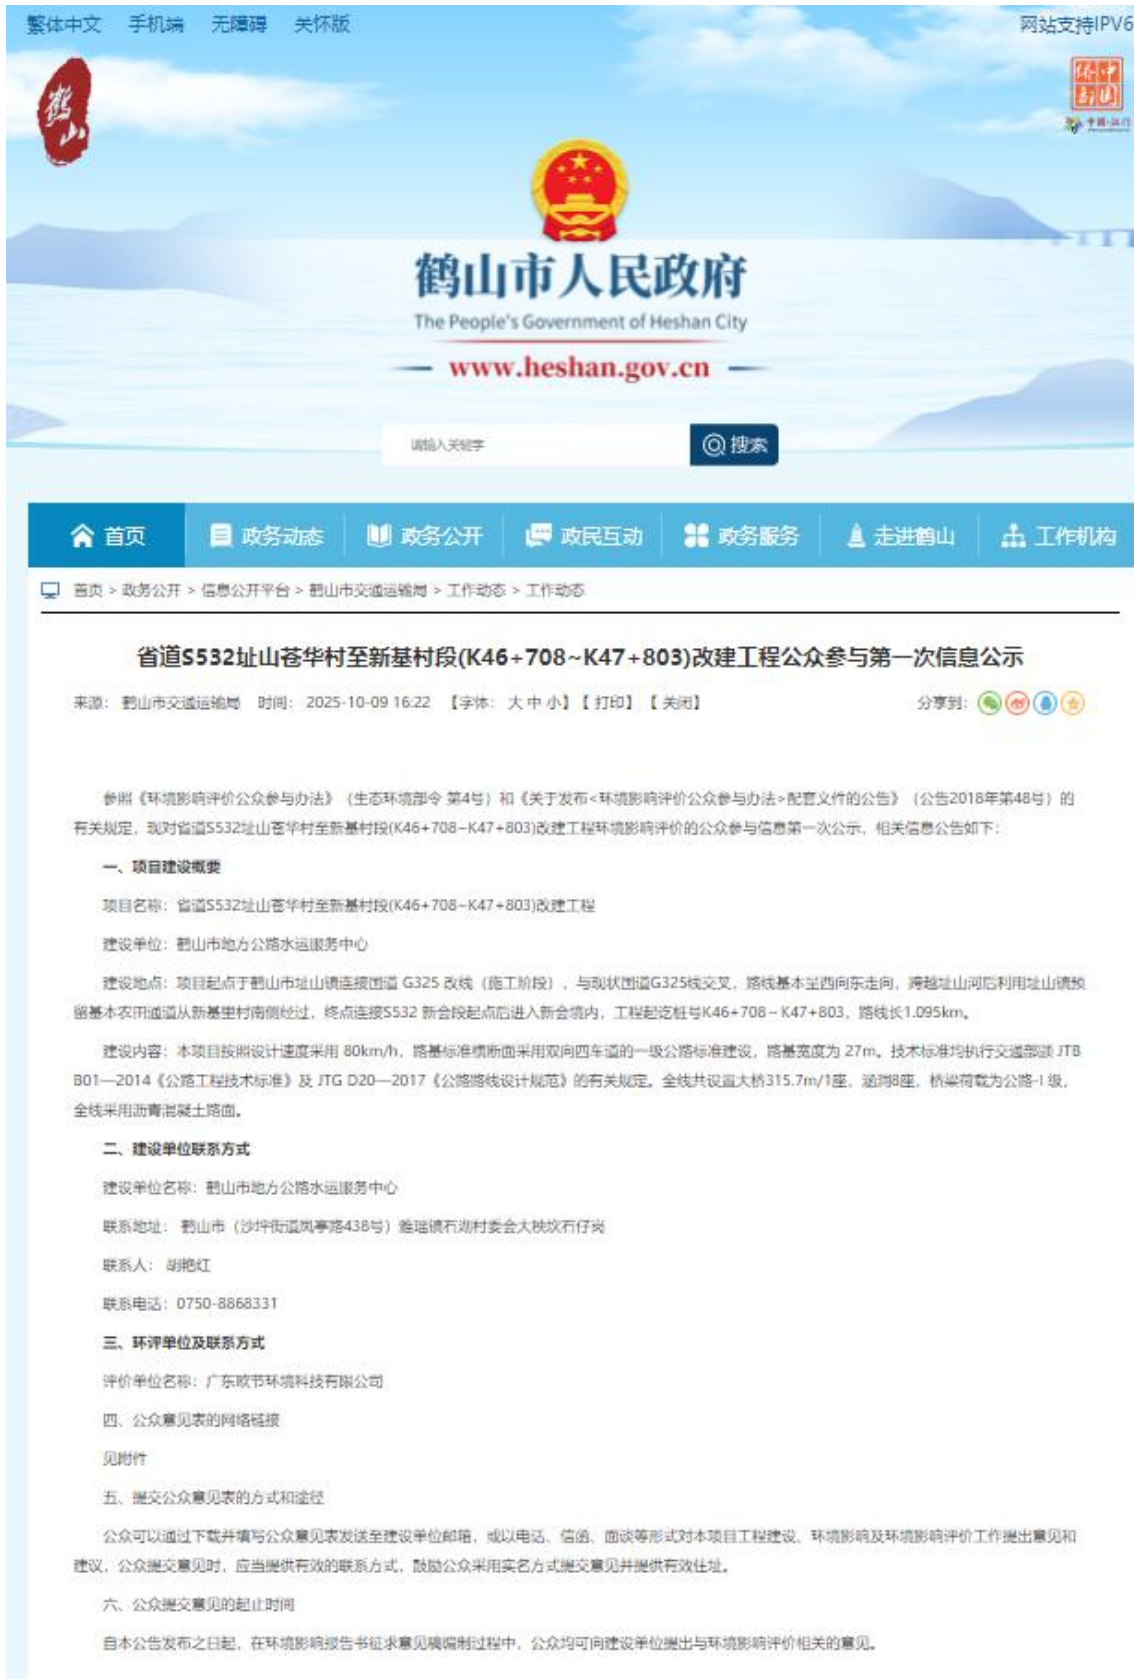 繁体中文 手机端 无障碍 关怀版 网站支持IPV6
鹤山
中国侨都
中国·江门
鹤山市人民政府
The People's Government of Heshan City
www.heshan.gov.cn
请输入关键字 搜索
首页 政务动态 政务公开 政民互动 政务服务 走进鹤山 工作机构
首页 > 政务公开 > 信息公开平台 > 鹤山市交通运输局 > 工作动态 > 工作动态
省道S532址山苍华村至新基村段(K46+708~K47+803)改建工程公众参与第一次信息公示
来源: 鹤山市交通运输局 时间: 2025-10-09 16:22 【字体: 大 中 小】【 打印】 【 关闭】 分享到:
参照《环境影响评价公众参与办法》（生态环境部令 第4号）和《关于发布<环境影响评价公众参与办法>配套文件的公告》（公告2018年第48号）的
有关规定，现对省道S532址山苍华村至新基村段(K46+708~K47+803)改建工程环境影响评价的公众参与信息第一次公示，相关信息公告如下：
一、项目建设概要
项目名称：省道S532址山苍华村至新基村段(K46+708~K47+803)改建工程
建设单位：鹤山市地方公路水运服务中心
建设地点：项目起点于鹤山市址山镇连接国道 G325 改线（施工阶段），与现状国道G325线交叉，路线基本呈西向东走向，跨越址山河后利用址山镇预
留基本农田通道从新基里村南侧经过，终点连接S532 新会段起点后进入新会境内，工程起讫桩号K46+708~K47+803，路线长1.095km。
建设内容：本项目按照设计速度采用 80km/h，路基标准横断面采用双向四车道的一级公路标准建设，路基宽度为 27m。技术标准均执行交通部颁 JTB
B01—2014《公路工程技术标准》及 JTG D20—2017《公路路线设计规范》的有关规定。全线共设置大桥315.7m/1座，涵洞8座，桥梁荷载为公路-I 级，
全线采用沥青混凝土路面。
二、建设单位联系方式
建设单位名称：鹤山市地方公路水运服务中心
联系地址： 鹤山市（沙坪街道凤亭路438号）雅瑶镇石湖村委会大秧坎石仔岗
联系人： 胡艳红
联系电话：0750-8868331
三、环评单位及联系方式
评价单位名称：广东欧节环境科技有限公司
四、公众意见表的网络链接
见附件
五、提交公众意见表的方式和途径
公众可以通过下载并填写公众意见表发送至建设单位邮箱，或以电话、信函、面谈等形式对本项目工程建设、环境影响及环境影响评价工作提出意见和
建议，公众提交意见时，应当提供有效的联系方式，鼓励公众采用实名方式提交意见并提供有效住址。
六、公众提交意见的起止时间
自本公告发布之日起，在环境影响报告书征求意见稿编制过程中，公众均可向建设单位提出与环境影响评价相关的意见。